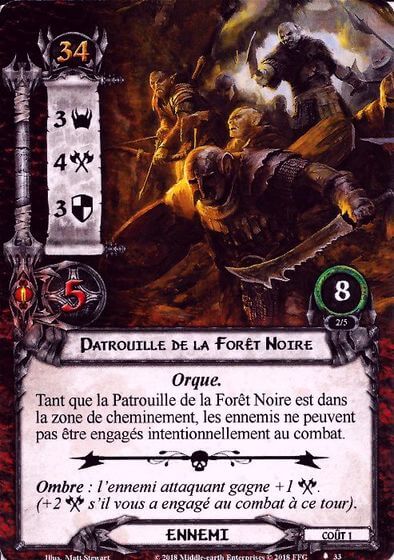 34
3
4
3
5
8
2/5
Patrouille de la Forêt Noire
Orque.
Tant que la Patrouille de la Forêt Noire est dans
la zone de cheminement, les ennemis ne peuvent
pas être engagés intentionnellement au combat.
Ombre : l'ennemi attaquant gagne +1 .
(+2 s'il vous a engagé au combat à ce tour).
ENNEMI
COÛT 1
Illus. Matt Stewart © 2018 Middle-earth Enterprises © 2018 FFG 33